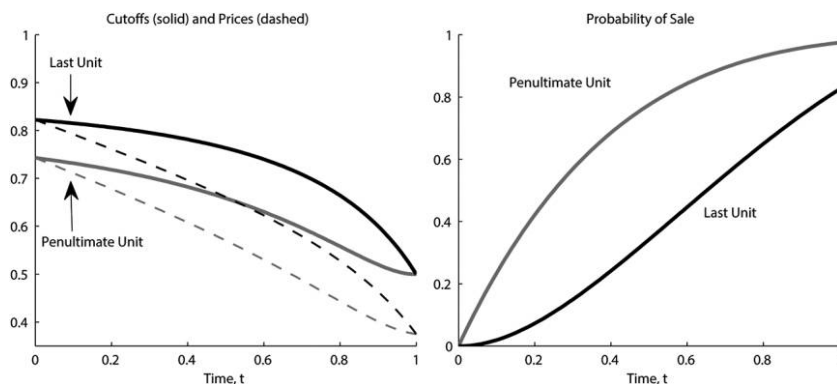 Cutoffs (solid) and Prices (dashed)
1
0.9
0.8
0.7
0.6
0.5
0.4
0 0.2 0.4 0.6 0.8 1
Time, t
Last Unit
Penultimate Unit
Probability of Sale
1
0.8
0.6
0.4
0.2
0
0 0.2 0.4 0.6 0.8
Time, t
Penultimate Unit
Last Unit